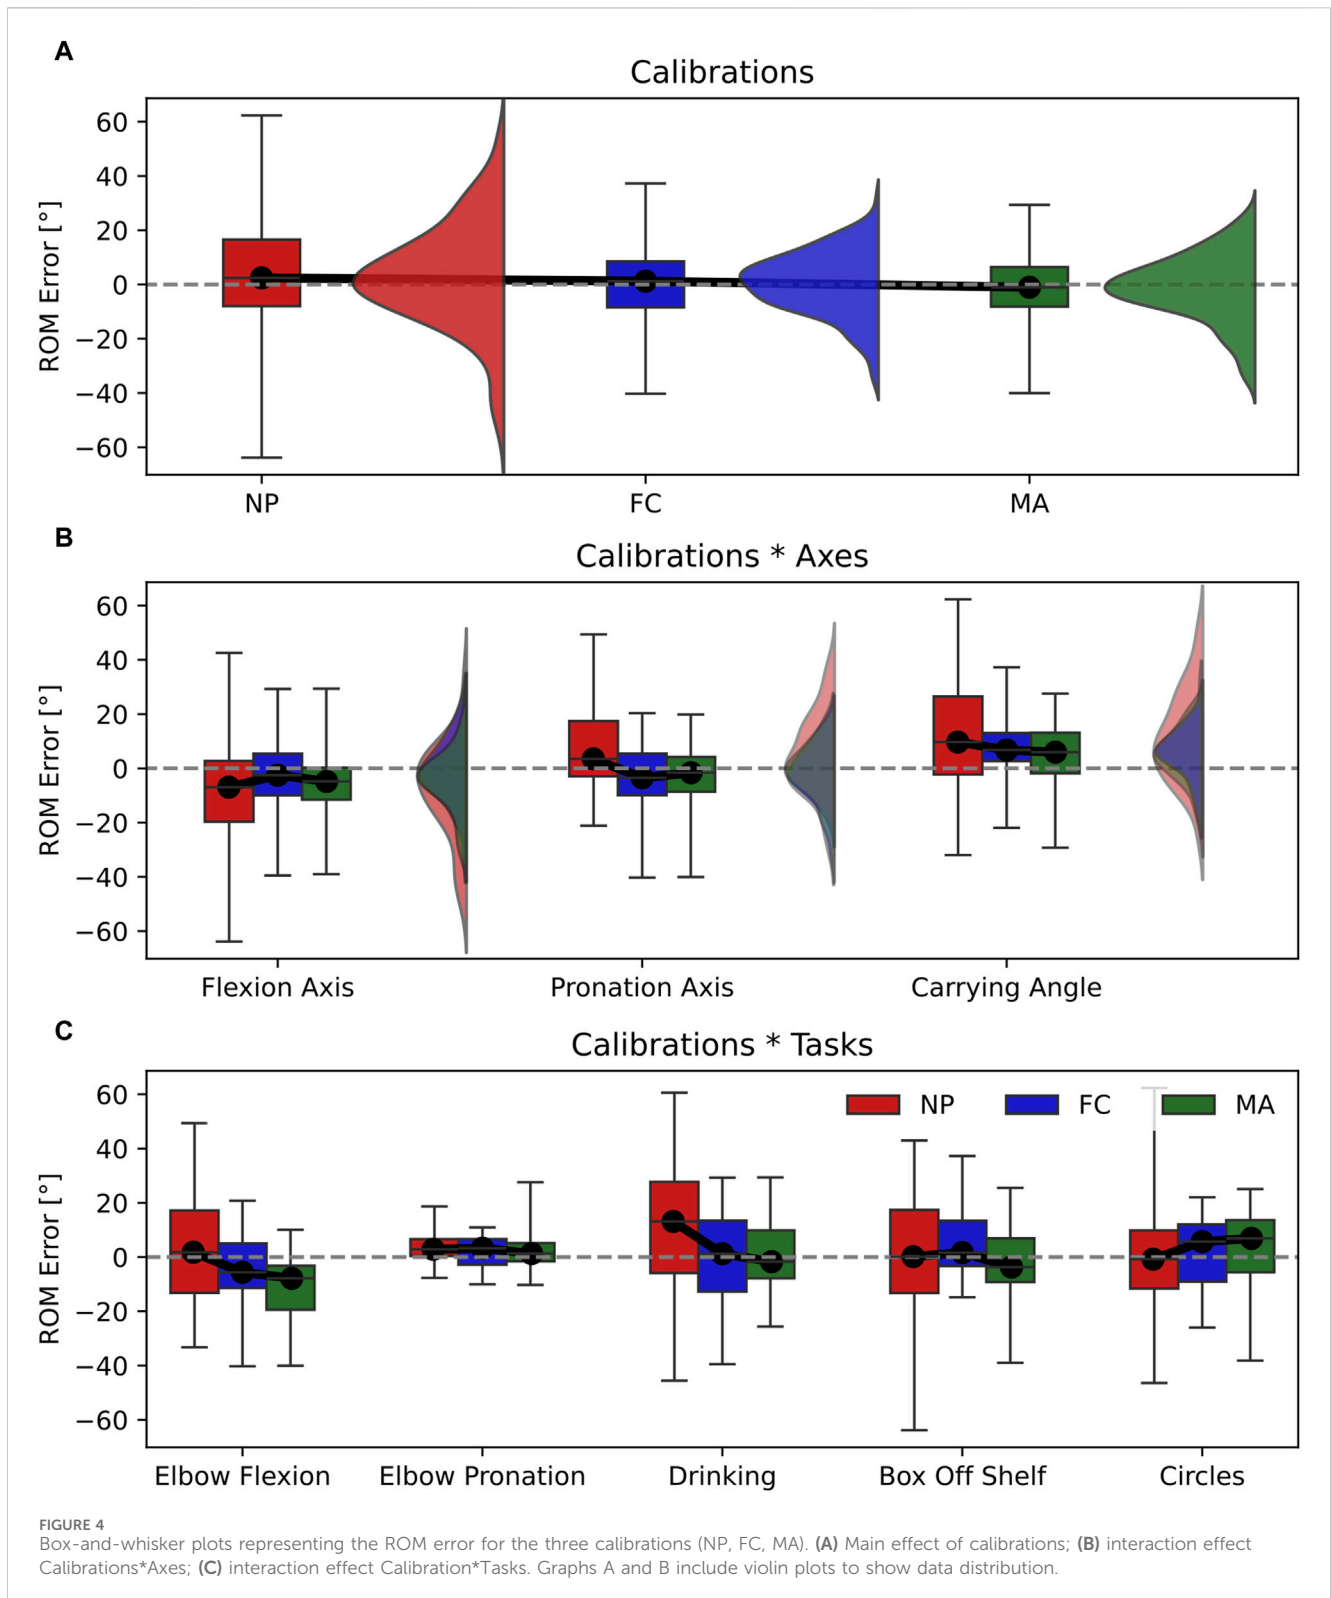 A
Calibrations
60
40
20
0
−20
−40
−60
ROM Error [°]
NP FC MA
B
Calibrations * Axes
60
40
20
0
−20
−40
−60
ROM Error [°]
Flexion Axis Pronation Axis Carrying Angle
C
Calibrations * Tasks
NP FC MA
60
40
20
0
−20
−40
−60
ROM Error [°]
Elbow Flexion Elbow Pronation Drinking Box Off Shelf Circles
FIGURE 4
Box-and-whisker plots representing the ROM error for the three calibrations (NP, FC, MA). (A) Main effect of calibrations; (B) interaction effect
Calibrations*Axes; (C) interaction effect Calibration*Tasks. Graphs A and B include violin plots to show data distribution.